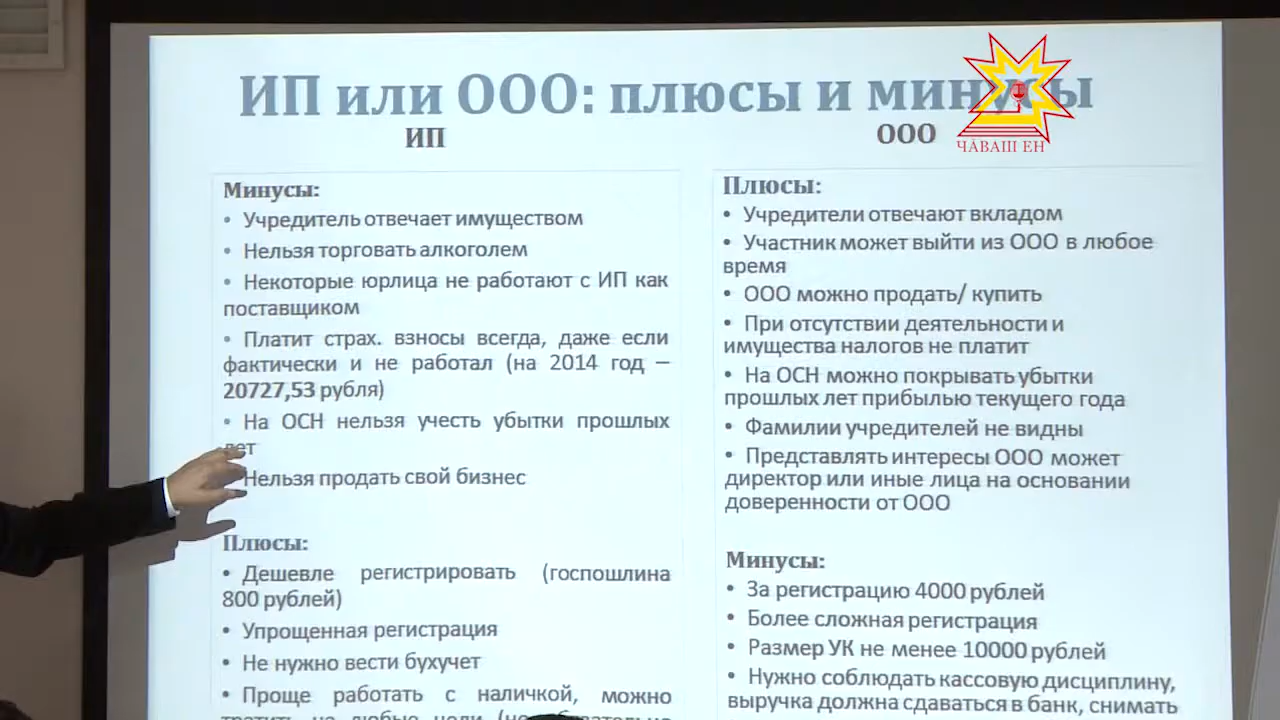 ИП или ООО: плюсы и минусы
ИП
ООО
ЧӐВАШ ЕН
Минусы:
• Учредитель отвечает имуществом
• Нельзя торговать алкоголем
• Некоторые юрлица не работают с ИП как
поставщиком
• Платит страх. взносы всегда, даже если
фактически и не работал (на 2014 год –
20727,53 рубля)
• На ОСН нельзя учесть убытки прошлых
лет
Нельзя продать свой бизнес
Плюсы:
• Дешевле регистрировать (госпошлина
800 рублей)
• Упрощенная регистрация
• Не нужно вести бухучет
• Проще работать с наличкой, можно
Плюсы:
• Учредители отвечают вкладом
• Участник может выйти из ООО в любое
время
• ООО можно продать/ купить
• При отсутствии деятельности и
имущества налогов не платит
• На ОСН можно покрывать убытки
прошлых лет прибылью текущего года
• Фамилии учредителей не видны
• Представлять интересы ООО может
директор или иные лица на основании
доверенности от ООО
Минусы:
• За регистрацию 4000 рублей
• Более сложная регистрация
• Размер УК не менее 10000 рублей
• Нужно соблюдать кассовую дисциплину,
выручка должна сдаваться в банк, снимать